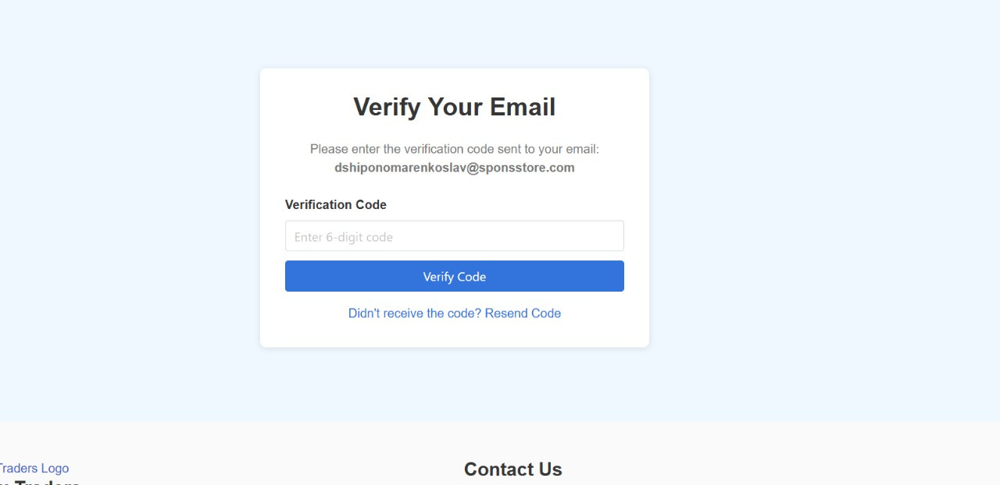 Verify Your Email
Please enter the verification code sent to your email:
dshiponomarenkoslav@sponsstore.com
Verification Code
Enter 6-digit code
Verify Code
Didn't receive the code? Resend Code
Traders Logo
Traders
Contact Us